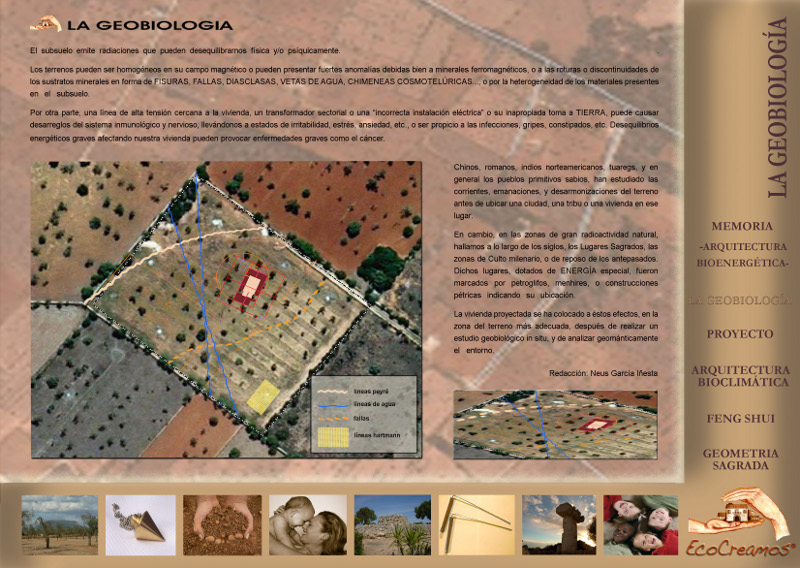 LA GEOBIOLOGIA
El subsuelo emite radiaciones que pueden desequilibrarnos física y/o psíquicamente.
Los terrenos pueden ser homogéneos en su campo magnético o pueden presentar fuertes anomalías debidas bien a minerales ferromagnéticos, o a las roturas o discontinuidades de
los sustratos minerales en forma de FISURAS, FALLAS, DIASCLASAS, VETAS DE AGUA, CHIMENEAS COSMOTELÚRICAS..., o por la heterogeneidad de los materiales presentes
en el subsuelo.
Por otra parte, una línea de alta tensión cercana a la vivienda, un transformador sectorial o una "incorrecta instalación eléctrica" o su inapropiada toma a TIERRA, puede causar
desarreglos del sistema inmunológico y nervioso, llevándonos a estados de irritabilidad, estrés, ansiedad, etc., o ser propicio a las infecciones, gripes, constipados, etc. Desequilibrios
energéticos graves afectando nuestra vivienda pueden provocar enfermedades graves como el cáncer.
Chinos, romanos, indios norteamericanos, tuaregs, y en
general los pueblos primitivos sabios, han estudiado las
corrientes, emanaciones, y desarmonizaciones del terreno
antes de ubicar una ciudad, una tribu o una vivienda en ese
lugar.
En cambio, en las zonas de gran radioactividad natural,
hallamos a lo largo de los siglos, los Lugares Sagrados, las
zonas de Culto milenario, o de reposo de los antepasados.
Dichos lugares, dotados de ENERGÍA especial, fueron
marcados por petroglifos, menhires, o construcciones
pétricas indicando su ubicación.
La vivienda proyectada se ha colocado a éstos efectos, en la
zona del terreno más adecuada, después de realizar un
estudio geobiológico in situ, y de analizar geománticamente
el entorno.
Redacción: Neus García Iñesta
lineas peyré
lineas de agua
fallas
lineas hartmann
LA GEOBIOLOGÍA
MEMORIA
-ARQUITECTURA
BIOENERGÉTICA-
LA GEOBIOLOGÍA
PROYECTO
ARQUITECTURA
BIOCLIMÁTICA
FENG SHUI
GEOMETRIA
SAGRADA
EcoCreamos®